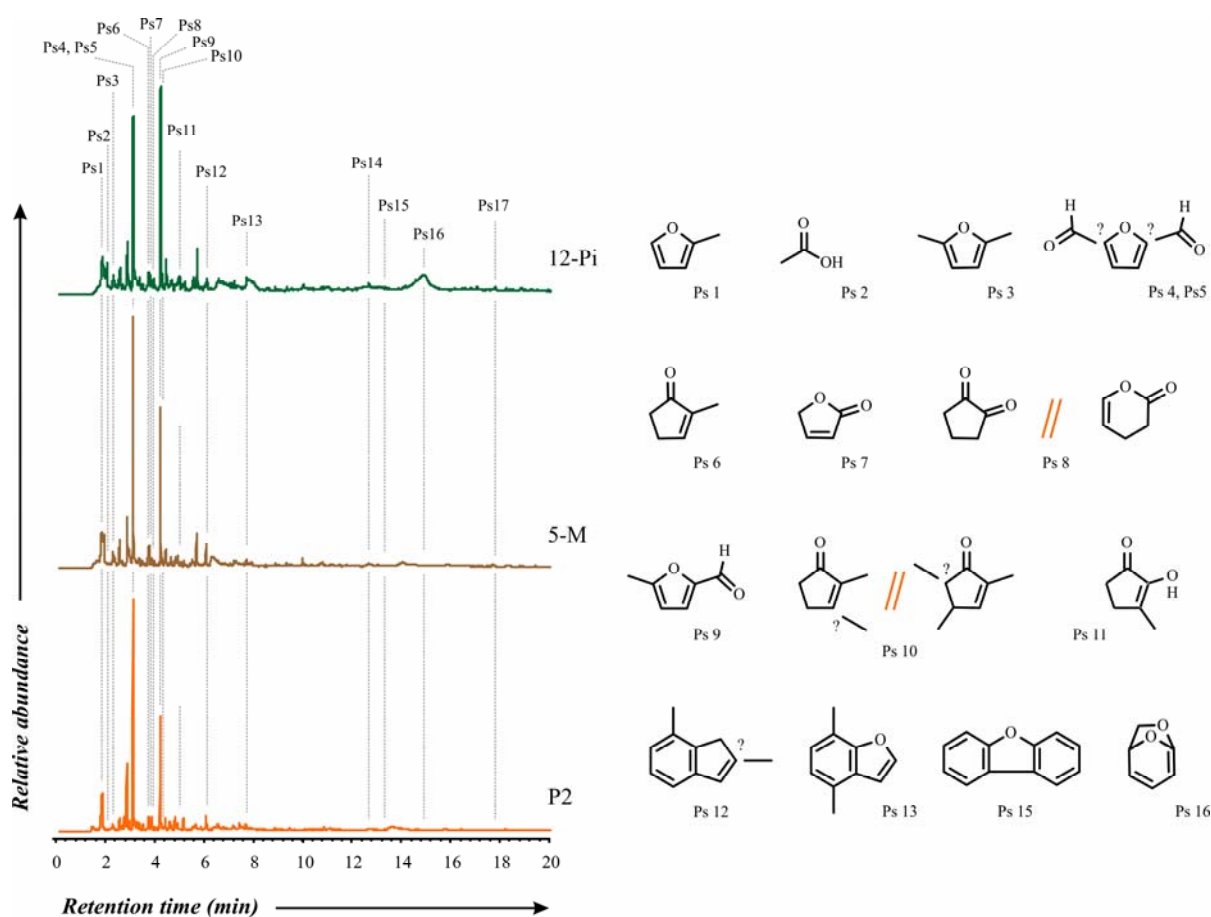 Ps7
Ps6
Ps8
Ps4, Ps5
Ps9
Ps10
Ps3
Ps2
Ps11
Ps1
Ps12
Ps14
Ps15
Ps17
Ps13
Ps16
12-Pi
5-M
P2
Relative abundance
0 2 4 6 8 10 12 14 16 18 20
Retention time (min)
O
O
OH
O
H
O
?
O
?
H
O
Ps 1
Ps 2
Ps 3
Ps 4, Ps5
O
O
O
O
O
O
O
Ps 6
Ps 7
Ps 8
O
H
O
O
?
?
O
O
O
H
Ps 9
Ps 10
Ps 11
?
O
O
O
O
Ps 12
Ps 13
Ps 15
Ps 16